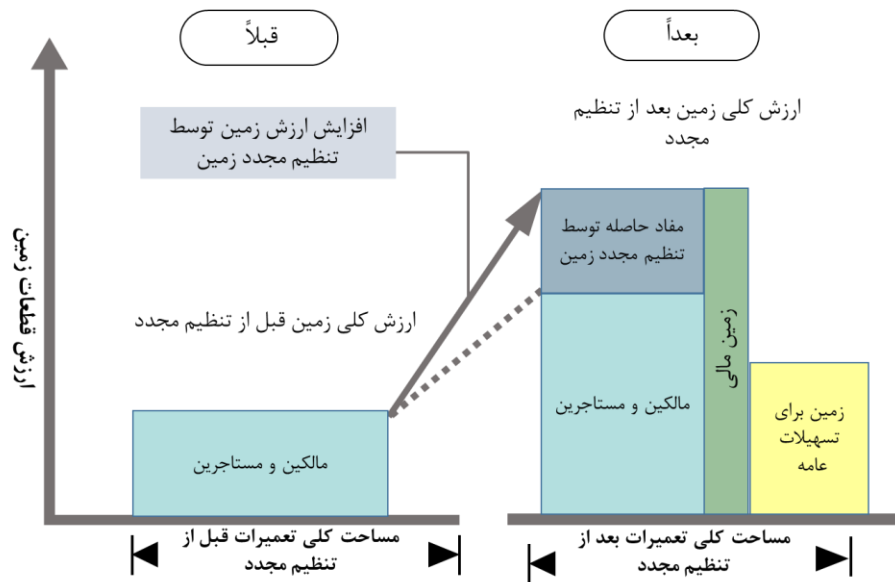 قبلاً
بعداً
ارزش کلی زمین بعد از تنظیم
مجدد
افزایش ارزش زمین توسط
تنظیم مجدد زمین
مفاد حاصله توسط
تنظیم مجدد زمین
ارزش کلی زمین قبل از تنظیم مجدد
ارزش قطعات زمین
زمین مالی
مالکین و مستاجرین
زمین برای
تسهیلات
عامه
مالکین و مستاجرین
مساحت کلی تعمیرات قبل از
تنظیم مجدد
مساحت کلی تعمیرات بعد از
تنظیم مجدد